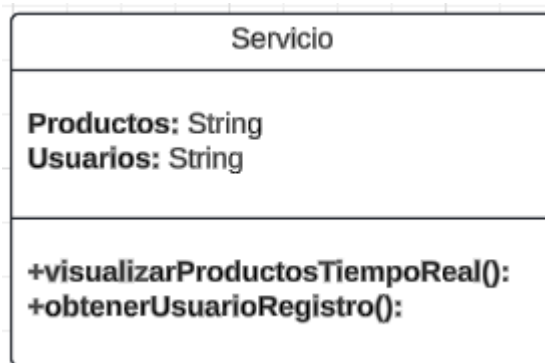 Servicio
Productos: String
Usuarios: String
+visualizarProductosTiempoReal():
+obtenerUsuarioRegistro():